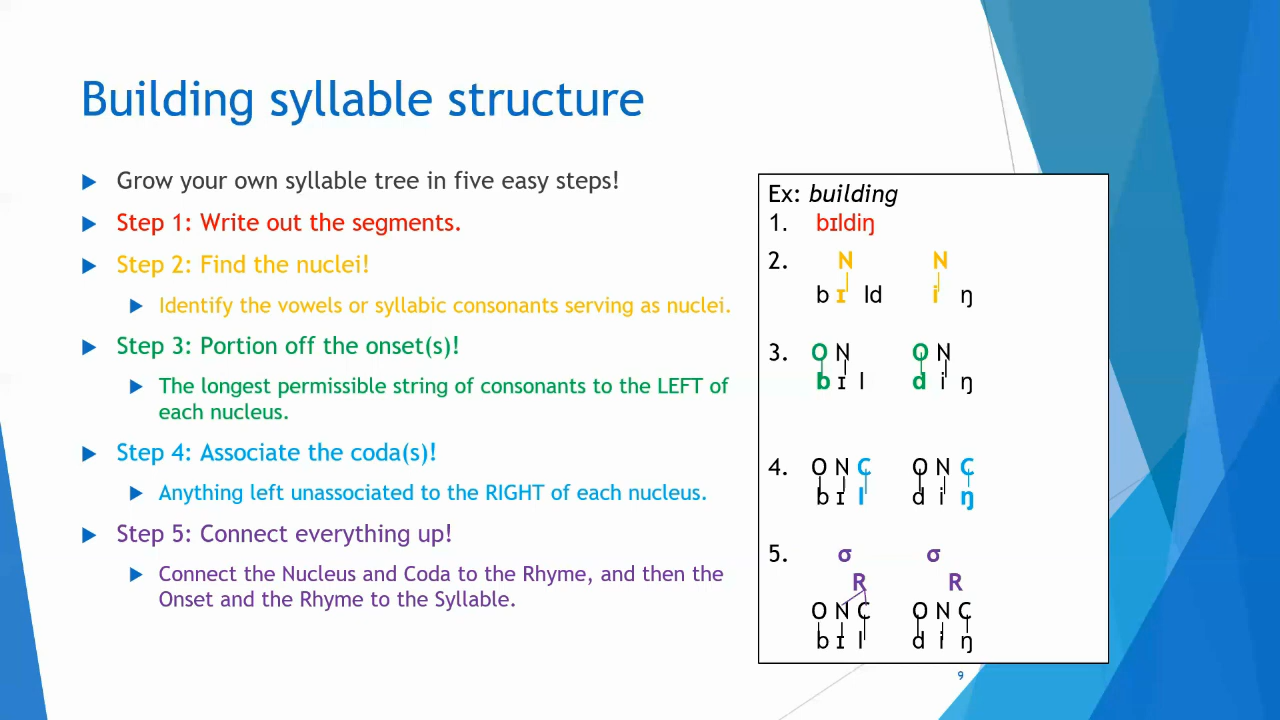 Building syllable structure
Grow your own syllable tree in five easy steps!
Step 1: Write out the segments.
Step 2: Find the nuclei!
Identify the vowels or syllabic consonants serving as nuclei.
Step 3: Portion off the onset(s)!
The longest permissible string of consonants to the LEFT of
each nucleus.
Step 4: Associate the coda(s)!
Anything left unassociated to the RIGHT of each nucleus.
Step 5: Connect everything up!
Connect the Nucleus and Coda to the Rhyme, and then the
Onset and the Rhyme to the Syllable.
Ex: building
1. bɪldiŋ
2. N N
b ɪ ld i ŋ
3. O N O N
b ɪ l d i ŋ
4. O N C O N C
b ɪ l d i ŋ
5. σ σ
R R
O N C O N C
b ɪ l d i ŋ
9